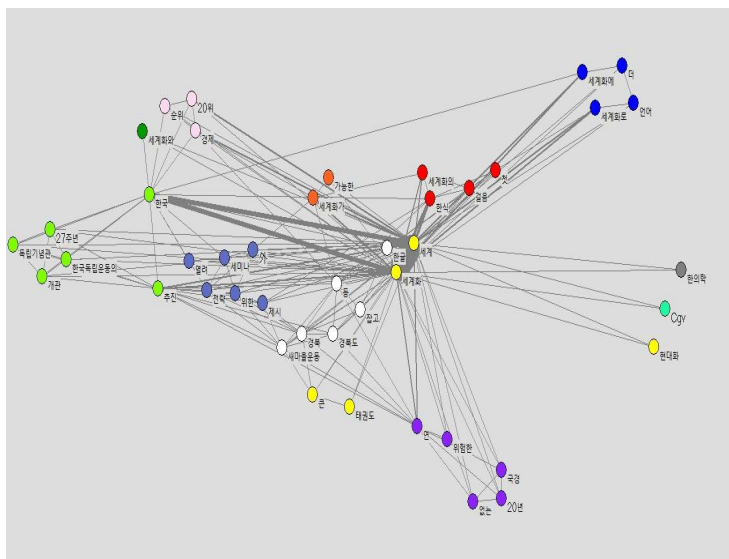 더
세계화에
20위
순위
언어
세계화로
경제
세계화와
첫
가능한
세계화의
걸음
한국
세계화가
한식
27주년
세계
독립기념관
한글
한국독립운동의
열려
세미나
개관
세계화
한의학
추진
전략
위한
동
제시
잡고
Cgv
경북
경북도
새마을운동
현대화
큰
태권도
연
위험한
국경
없는
20년